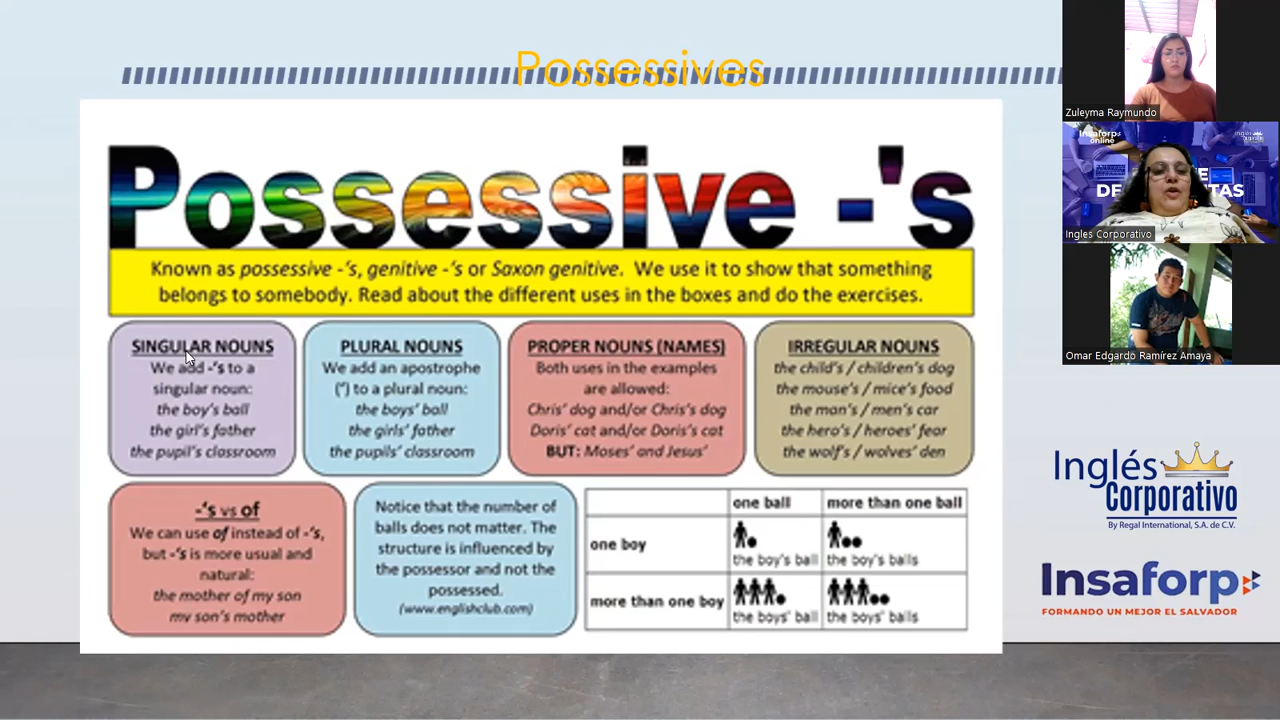 Possessives
Possessive -'s
Known as possessive -'s, genitive -'s or Saxon genitive. We use it to show that something
belongs to somebody. Read about the different uses in the boxes and do the exercises.
SINGULAR NOUNS
We add -'s to a
singular noun:
the boy's ball
the girl's father
the pupil's classroom
PLURAL NOUNS
We add an apostrophe
(') to a plural noun:
the boys' ball
the girls' father
the pupils' classroom
PROPER NOUNS (NAMES)
Both uses in the examples
are allowed:
Chris' dog and/or Chris's dog
Doris' cat and/or Doris's cat
BUT: Moses' and Jesus'
IRREGULAR NOUNS
the child's / children's dog
the mouse's / mice's food
the man's / men's car
the hero's / heroes' fear
the wolf's / wolves' den
-'s vs of
We can use of instead of -'s,
but -'s is more usual and
natural:
the mother of my son
my son's mother
Notice that the number of
balls does not matter. The
structure is influenced by
the possessor and not the
possessed.
(www.englishclub.com)
one ball more than one ball
one boy
the boy's ball the boy's balls
more than one boy
the boys' ball the boys' balls
Zuleyma Raymundo
Insaforp
online
DE
TAS
Ingles Corporativo
Omar Edgardo Ramírez Amaya
Inglés
Corporativo
By Regal International, S.A. de C.V.
Insaforp
FORMANDO UN MEJOR EL SALVADOR